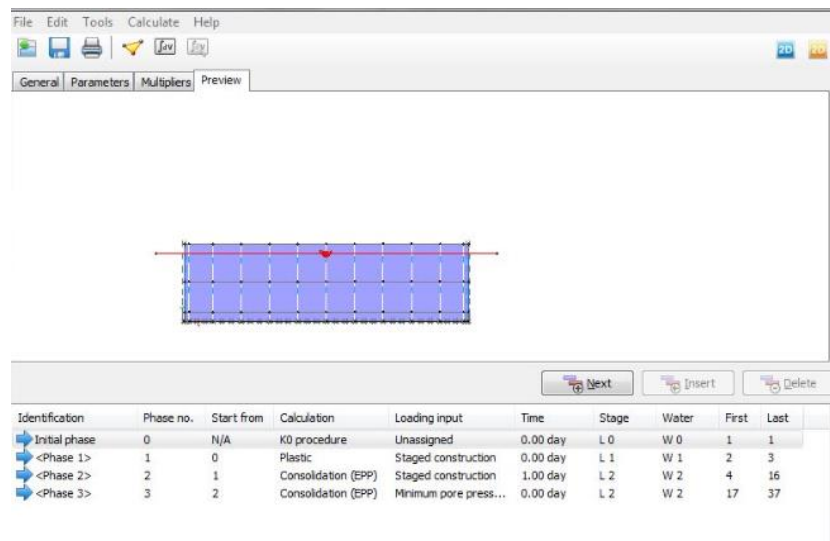 File Edit Tools Calculate Help
2D 2D
General Parameters Multipliers Preview
Next Insert Delete
Identification Phase no. Start from Calculation Loading input Time Stage Water First Last
Initial phase 0 N/A K0 procedure Unassigned 0.00 day L 0 W 0 1 1
<Phase 1> 1 0 Plastic Staged construction 0.00 day L 1 W 1 2 3
<Phase 2> 2 1 Consolidation (EPP) Staged construction 1.00 day L 2 W 2 4 16
<Phase 3> 3 2 Consolidation (EPP) Minimum pore press... 0.00 day L 2 W 2 17 37